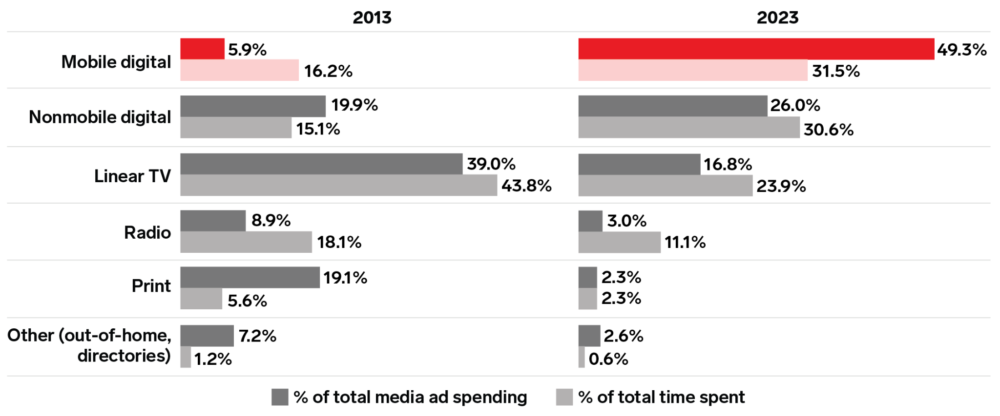 2013 2023
Mobile digital 5.9% 49.3%
16.2% 31.5%
Nonmobile digital 19.9% 26.0%
15.1% 30.6%
Linear TV 39.0% 16.8%
43.8% 23.9%
Radio 8.9% 3.0%
18.1% 11.1%
Print 19.1% 2.3%
5.6% 2.3%
Other (out-of-home, 7.2% 2.6%
directories) 1.2% 0.6%
% of total media ad spending % of total time spent